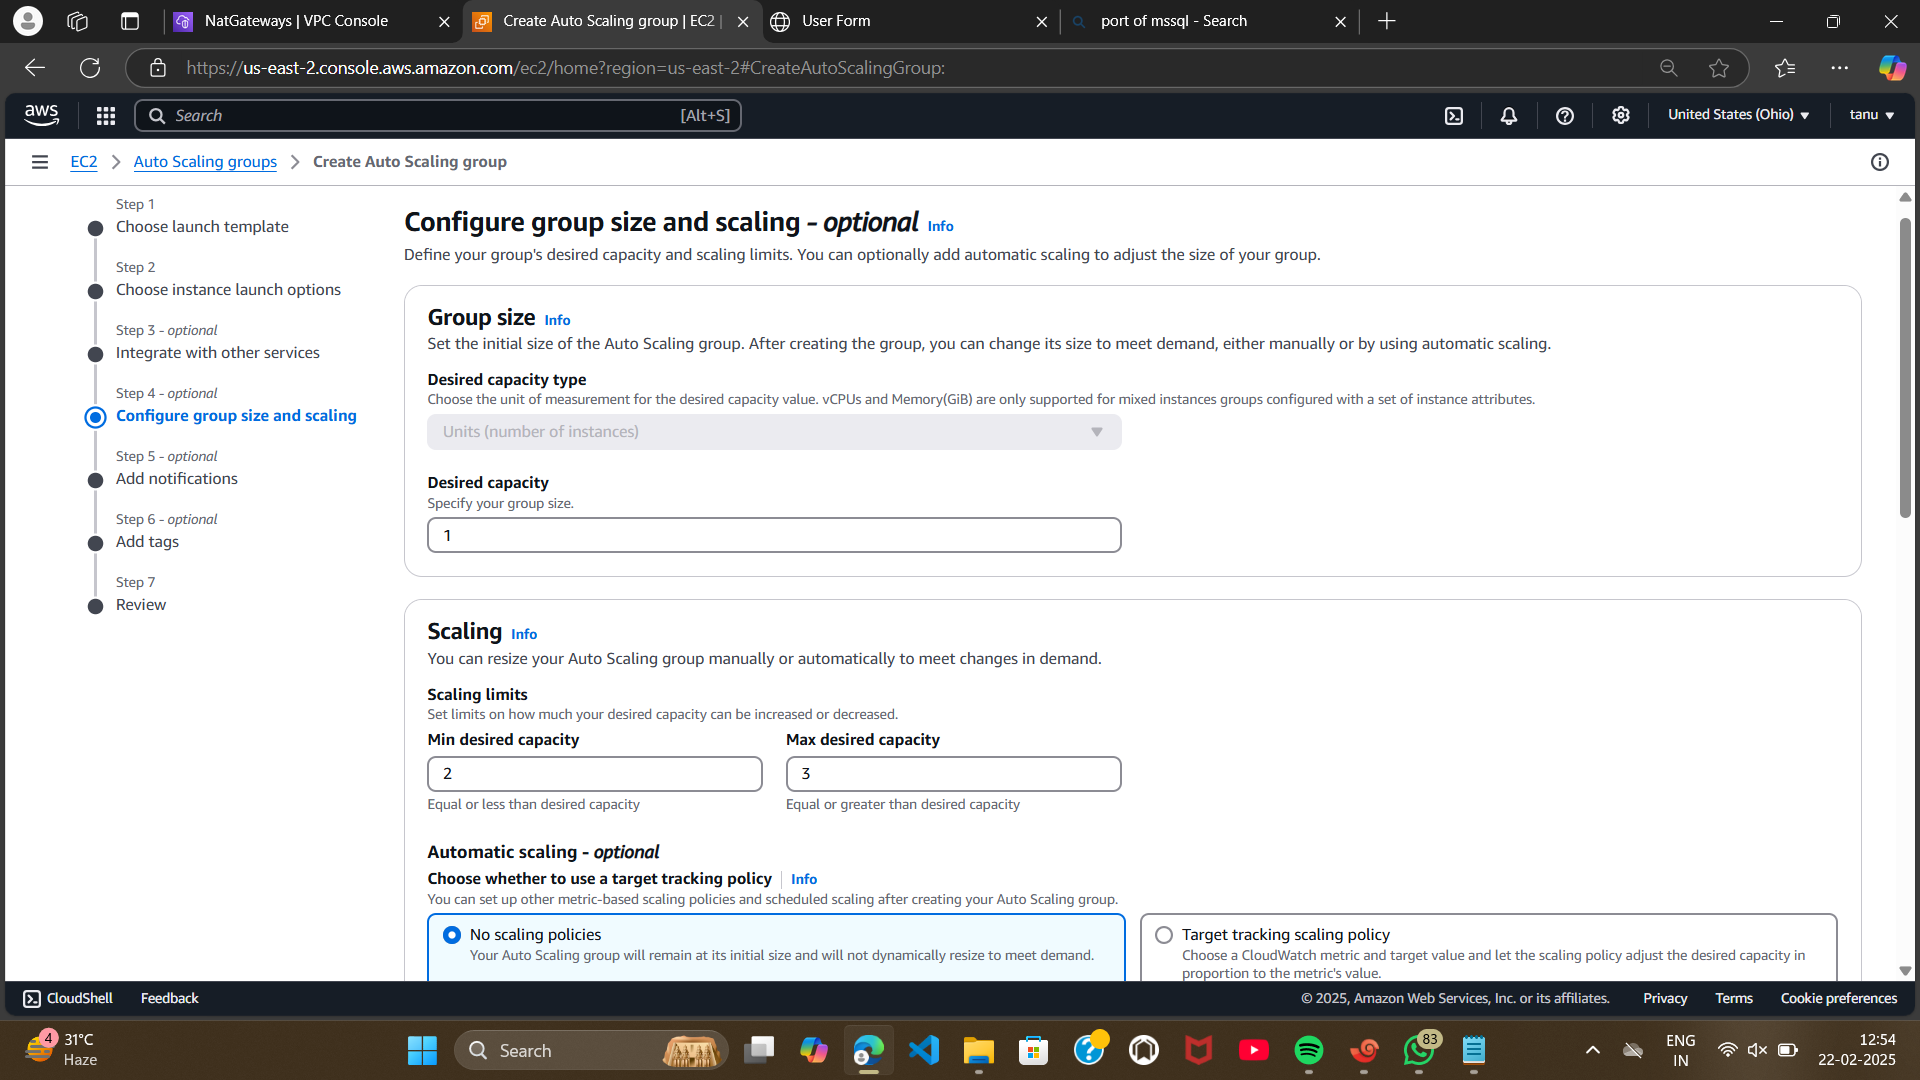 NatGateways | VPC Console
Create Auto Scaling group | EC2 |
User Form
port of mssql - Search
https://us-east-2.console.aws.amazon.com/ec2/home?region=us-east-2#CreateAutoScalingGroup:
aws
Search
[Alt+S]
United States (Ohio)
tanu
EC2
Auto Scaling groups
Create Auto Scaling group
Step 1
Choose launch template
Step 2
Choose instance launch options
Step 3 - optional
Integrate with other services
Step 4 - optional
Configure group size and scaling
Step 5 - optional
Add notifications
Step 6 - optional
Add tags
Step 7
Review
Configure group size and scaling - optional Info
Define your group's desired capacity and scaling limits. You can optionally add automatic scaling to adjust the size of your group.
Group size Info
Set the initial size of the Auto Scaling group. After creating the group, you can change its size to meet demand, either manually or by using automatic scaling.
Desired capacity type
Choose the unit of measurement for the desired capacity value. vCPUs and Memory(GiB) are only supported for mixed instances groups configured with a set of instance attributes.
Units (number of instances)
Desired capacity
Specify your group size.
1
Scaling Info
You can resize your Auto Scaling group manually or automatically to meet changes in demand.
Scaling limits
Set limits on how much your desired capacity can be increased or decreased.
Min desired capacity
2
Equal or less than desired capacity
Max desired capacity
3
Equal or greater than desired capacity
Automatic scaling - optional
Choose whether to use a target tracking policy Info
You can set up other metric-based scaling policies and scheduled scaling after creating your Auto Scaling group.
No scaling policies
Your Auto Scaling group will remain at its initial size and will not dynamically resize to meet demand.
Target tracking scaling policy
Choose a CloudWatch metric and target value and let the scaling policy adjust the desired capacity in
proportion to the metric's value.
CloudShell
Feedback
© 2025, Amazon Web Services, Inc. or its affiliates.
Privacy
Terms
Cookie preferences
4
31°C
Haze
Search
83
ENG
IN
12:54
22-02-2025